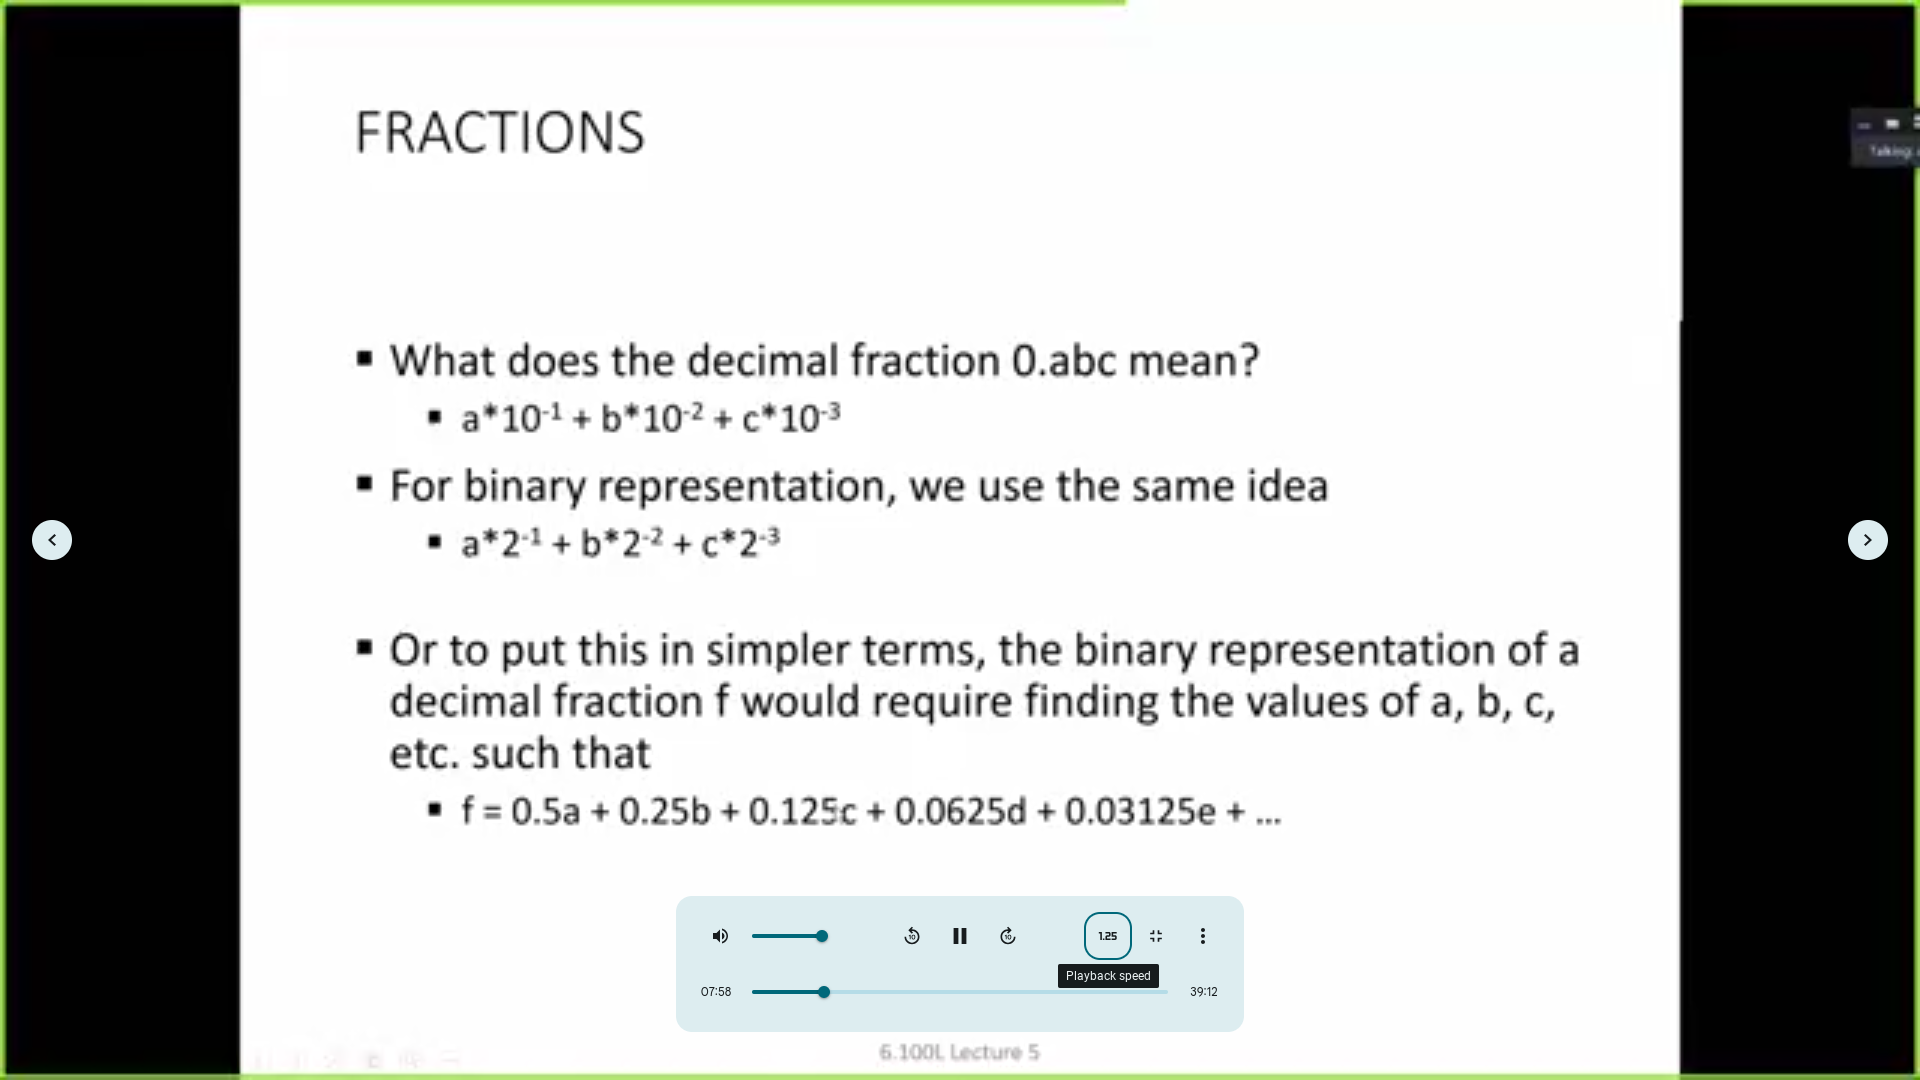 FRACTIONS
Talking:
▪ What does the decimal fraction 0.abc mean?
▪ a*10⁻¹ + b*10⁻² + c*10⁻³
▪ For binary representation, we use the same idea
▪ a*2⁻¹ + b*2⁻² + c*2⁻³
▪ Or to put this in simpler terms, the binary representation of a
decimal fraction f would require finding the values of a, b, c,
etc. such that
▪ f = 0.5a + 0.25b + 0.125c + 0.0625d + 0.03125e + ...
10
10
1.25
Playback speed
07:58
39:12
6.100L Lecture 5